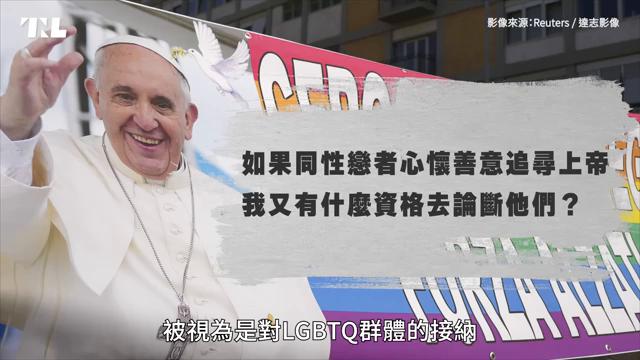 TNL
影像來源：Reuters / 達志影像
如果同性戀者心懷善意追尋上帝
我又有什麼資格去論斷他們？
FORZA
被視為是對LGBTQ群體的接納